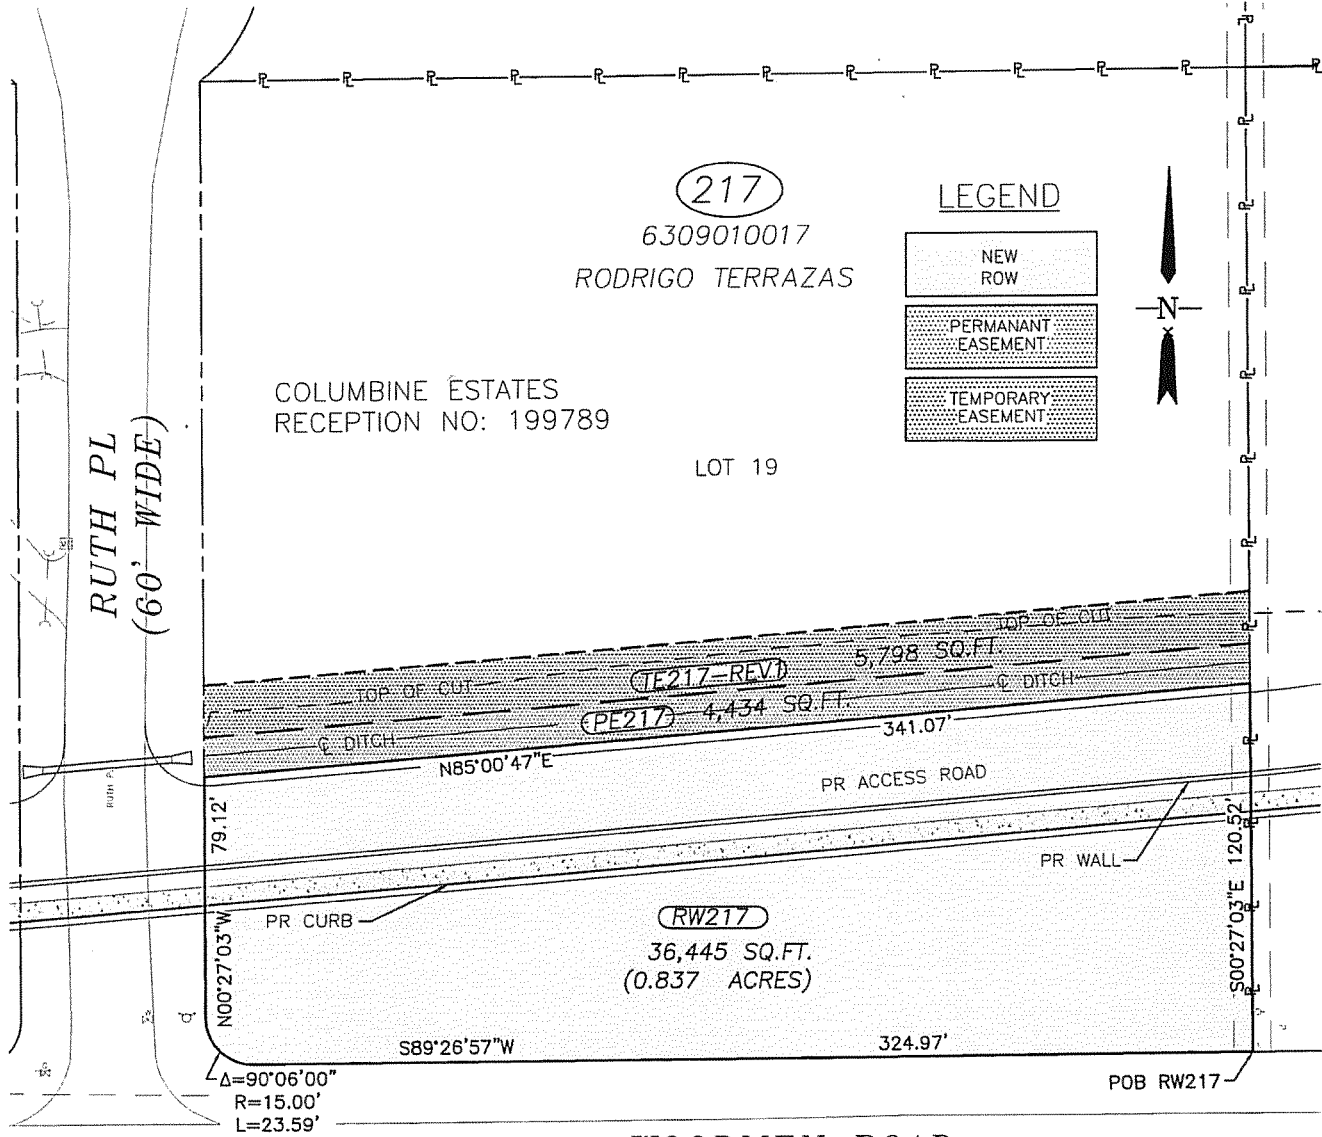 217
6309010017
RODRIGO TERRAZAS
LEGEND
NEW
ROW
PERMANANT
EASEMENT
TEMPORARY
EASEMENT
N
COLUMBINE ESTATES
RECEPTION NO: 199789
LOT 19
RUTH PL
(60' WIDE)
TOP OF CUT
5,798 SQ.FT.
TE217-REV1
TOP OF CUT
℄ DITCH
PE217
4,434 SQ.FT.
℄ DITCH
341.07'
N85°00'47"E
PR ACCESS ROAD
RUTH PL
79.12'
N00°27'03"W
S00°27'03"E 120.52'
PR WALL
PR CURB
RW217
36,445 SQ.FT.
(0.837 ACRES)
S89°26'57"W
324.97'
Δ=90°06'00"
R=15.00'
L=23.59'
POB RW217